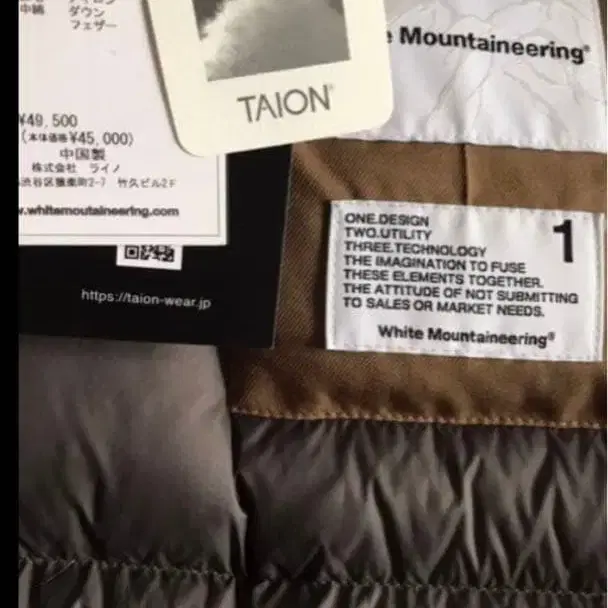 中綿 ダウン
フェザー
¥49,500
(本体価格¥45,000)
中国製
株式会社 ライノ
渋谷区猿楽町2-7 竹久ビル2F
.whitemoutaineering.com
https://taion-wear.jp
TAION
Mountaineering®
ONE.DESIGN
TWO.UTILITY
THREE.TECHNOLOGY
THE IMAGINATION TO FUSE
THESE ELEMENTS TOGETHER.
THE ATTITUDE OF NOT SUBMITTING
TO SALES OR MARKET NEEDS.
1
White Mountaineering®